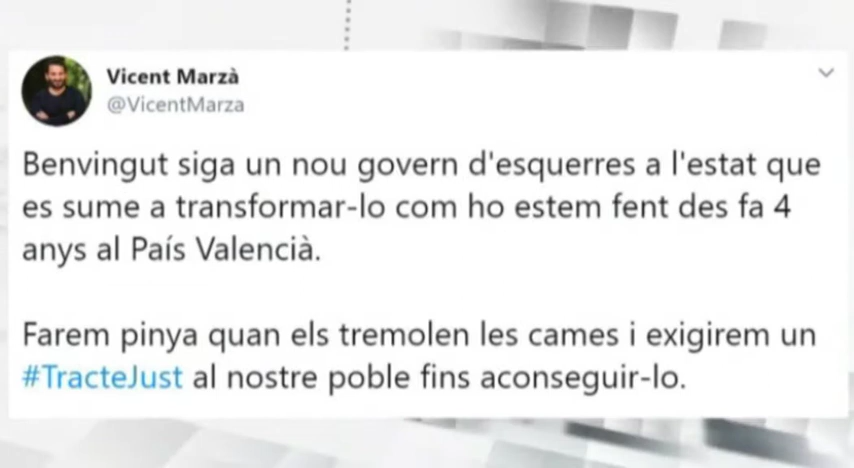 Vicent Marzà
@VicentMarza
Benvingut siga un nou govern d'esquerres a l'estat que
es sume a transformar-lo com ho estem fent des fa 4
anys al País Valencià.
Farem pinya quan els tremolen les cames i exigirem un
#TracteJust al nostre poble fins aconseguir-lo.